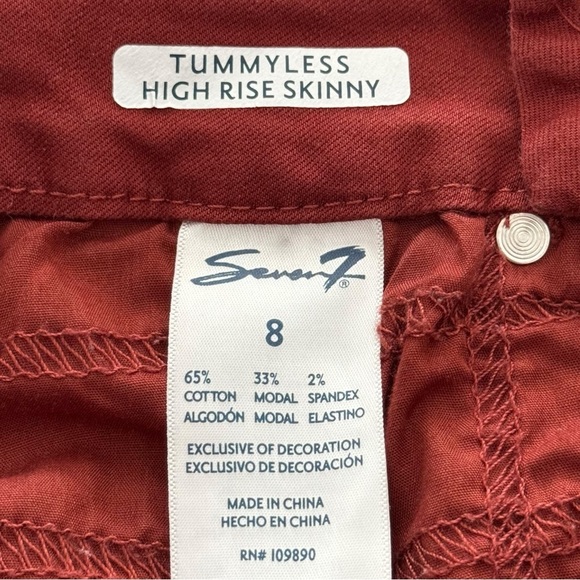 TUMMYLESS
HIGH RISE SKINNY
Seven7®
8
65% 33% 2%
COTTON MODAL SPANDEX
ALGODÓN MODAL ELASTINO
EXCLUSIVE OF DECORATION
EXCLUSIVO DE DECORACIÓN
MADE IN CHINA
HECHO EN CHINA
RN# 109890